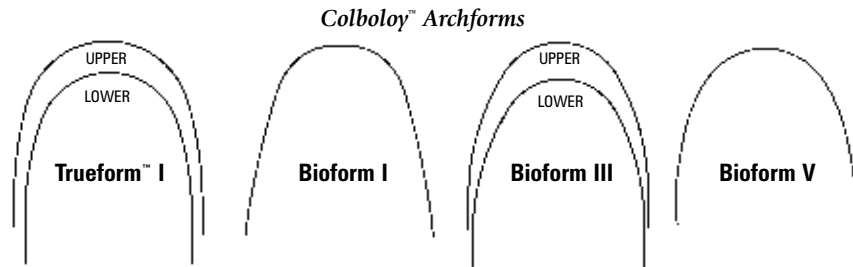 Colboloy™ Archforms
UPPER
LOWER
Trueform™ I
Bioform I
UPPER
LOWER
Bioform III
Bioform V